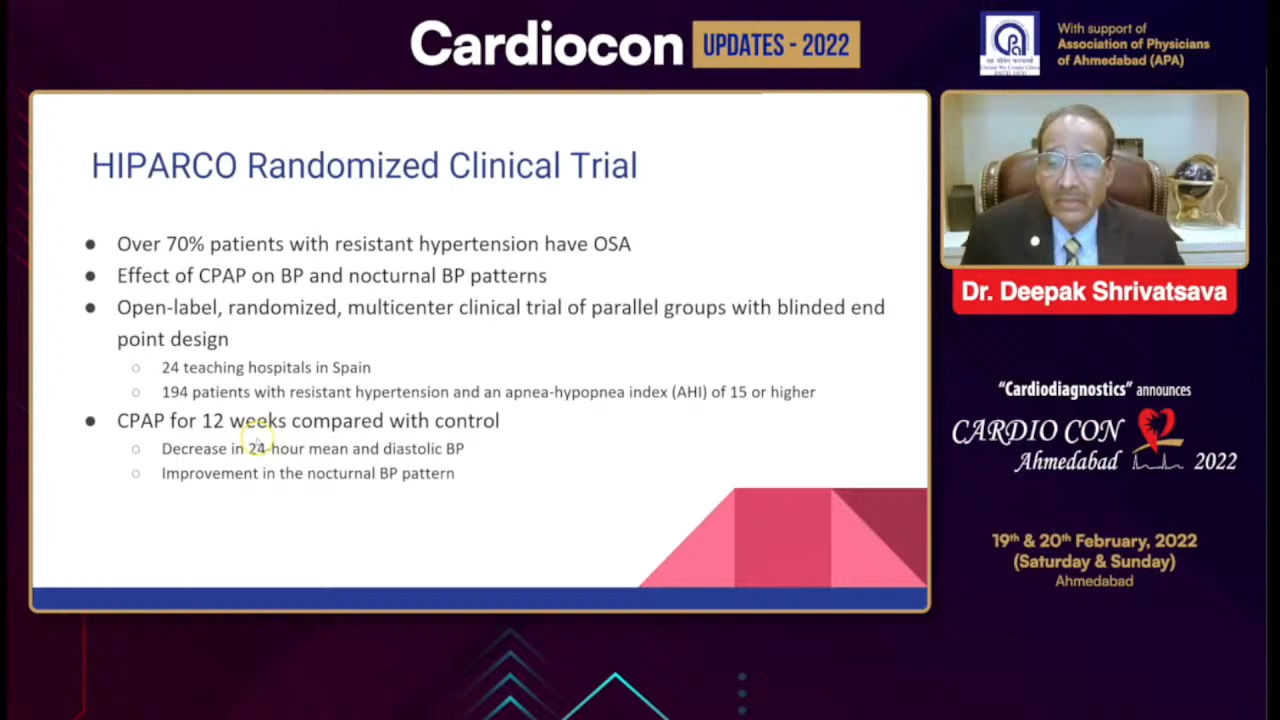 Cardiocon UPDATES - 2022
With support of
Association of Physicians
of Ahmedabad (APA)
HIPARCO Randomized Clinical Trial
● Over 70% patients with resistant hypertension have OSA
● Effect of CPAP on BP and nocturnal BP patterns
● Open-label, randomized, multicenter clinical trial of parallel groups with blinded end
point design
○ 24 teaching hospitals in Spain
○ 194 patients with resistant hypertension and an apnea-hypopnea index (AHI) of 15 or higher
● CPAP for 12 weeks compared with control
○ Decrease in 24-hour mean and diastolic BP
○ Improvement in the nocturnal BP pattern
Dr. Deepak Shrivatsava
“Cardiodiagnostics” announces
CARDIO CON
Ahmedabad 2022
19th & 20th February, 2022
(Saturday & Sunday)
Ahmedabad